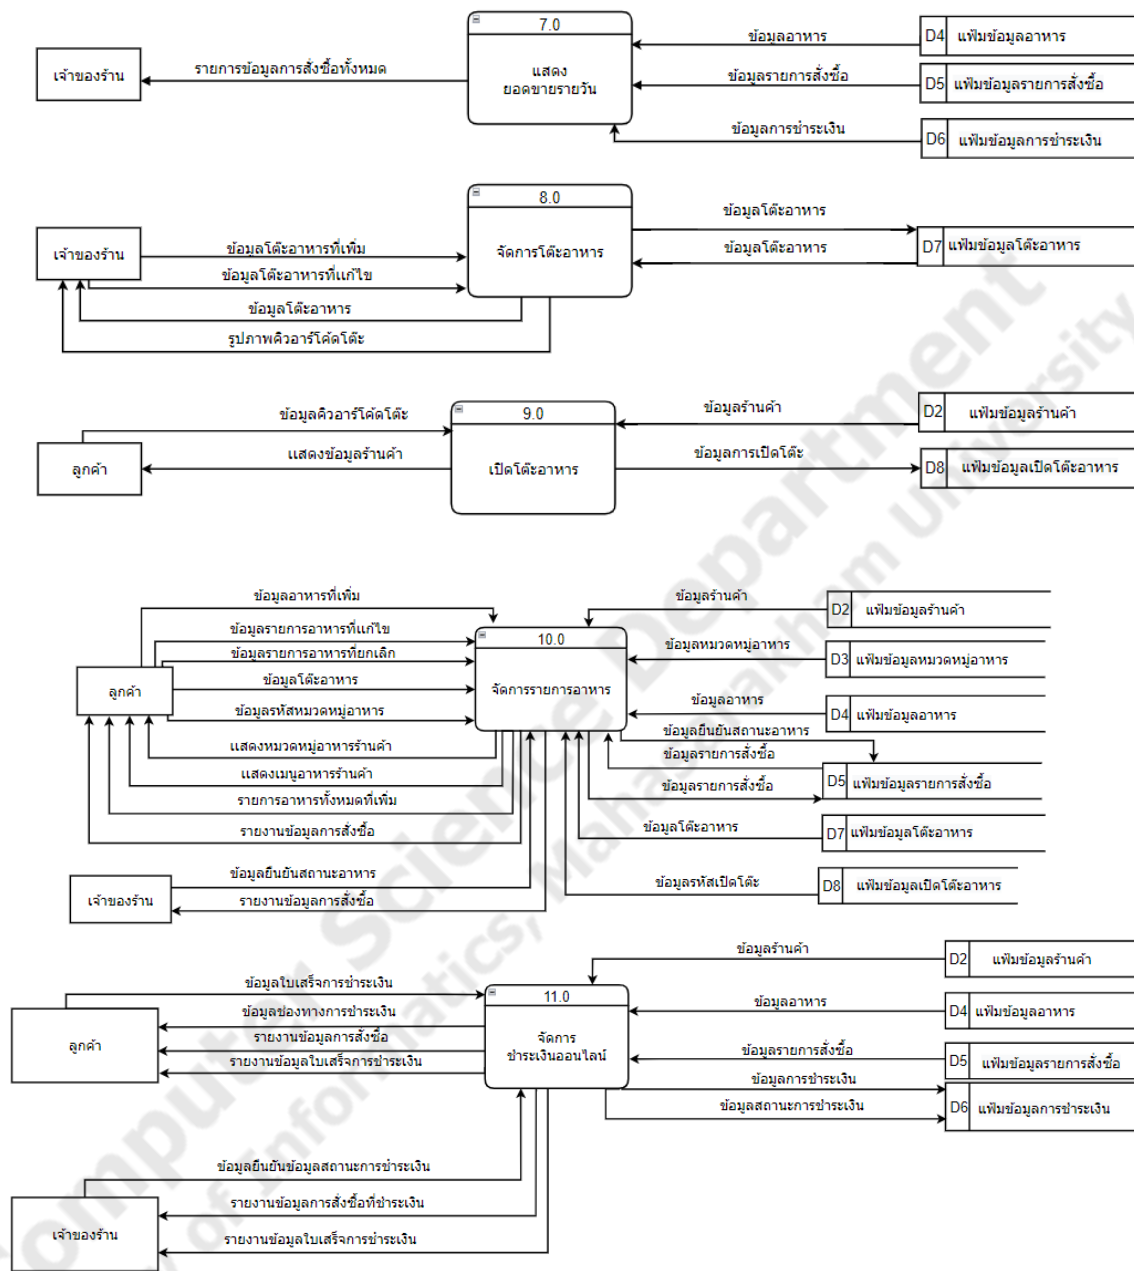 7.0
แสดง
ยอดขายรายวัน
เจ้าของร้าน
รายการข้อมูลการสั่งซื้อทั้งหมด
ข้อมูลอาหาร
D4 แฟ้มข้อมูลอาหาร
ข้อมูลรายการสั่งซื้อ
D5 แฟ้มข้อมูลรายการสั่งซื้อ
ข้อมูลการชำระเงิน
D6 แฟ้มข้อมูลการชำระเงิน
8.0
จัดการโต๊ะอาหาร
เจ้าของร้าน
ข้อมูลโต๊ะอาหารที่เพิ่ม
ข้อมูลโต๊ะอาหารที่แก้ไข
ข้อมูลโต๊ะอาหาร
รูปภาพคิวอาร์โค้ดโต๊ะ
ข้อมูลโต๊ะอาหาร
ข้อมูลโต๊ะอาหาร
D7 แฟ้มข้อมูลโต๊ะอาหาร
9.0
เปิดโต๊ะอาหาร
ลูกค้า
ข้อมูลคิวอาร์โค้ดโต๊ะ
แสดงข้อมูลร้านค้า
ข้อมูลร้านค้า
D2 แฟ้มข้อมูลร้านค้า
ข้อมูลการเปิดโต๊ะ
D8 แฟ้มข้อมูลเปิดโต๊ะอาหาร
10.0
จัดการรายการอาหาร
ลูกค้า
ข้อมูลอาหารที่เพิ่ม
ข้อมูลรายการอาหารที่แก้ไข
ข้อมูลรายการอาหารที่ยกเลิก
ข้อมูลโต๊ะอาหาร
ข้อมูลรหัสหมวดหมู่อาหาร
แสดงหมวดหมู่อาหารร้านค้า
แสดงเมนูอาหารร้านค้า
รายการอาหารทั้งหมดที่เพิ่ม
รายงานข้อมูลการสั่งซื้อ
เจ้าของร้าน
ข้อมูลยืนยันสถานะอาหาร
รายงานข้อมูลการสั่งซื้อ
ข้อมูลร้านค้า
D2 แฟ้มข้อมูลร้านค้า
ข้อมูลหมวดหมู่อาหาร
D3 แฟ้มข้อมูลหมวดหมู่อาหาร
ข้อมูลอาหาร
D4 แฟ้มข้อมูลอาหาร
ข้อมูลยืนยันสถานะอาหาร
ข้อมูลรายการสั่งซื้อ
ข้อมูลรายการสั่งซื้อ
D5 แฟ้มข้อมูลรายการสั่งซื้อ
ข้อมูลโต๊ะอาหาร
D7 แฟ้มข้อมูลโต๊ะอาหาร
ข้อมูลรหัสเปิดโต๊ะ
D8 แฟ้มข้อมูลเปิดโต๊ะอาหาร
11.0
จัดการ
ชำระเงินออนไลน์
ลูกค้า
ข้อมูลใบเสร็จการชำระเงิน
ข้อมูลช่องทางการชำระเงิน
รายงานข้อมูลการสั่งซื้อ
รายงานข้อมูลใบเสร็จการชำระเงิน
เจ้าของร้าน
ข้อมูลยืนยันข้อมูลสถานะการชำระเงิน
รายงานข้อมูลการสั่งซื้อที่ชำระเงิน
รายงานข้อมูลใบเสร็จการชำระเงิน
ข้อมูลร้านค้า
D2 แฟ้มข้อมูลร้านค้า
ข้อมูลอาหาร
D4 แฟ้มข้อมูลอาหาร
ข้อมูลรายการสั่งซื้อ
D5 แฟ้มข้อมูลรายการสั่งซื้อ
ข้อมูลการชำระเงิน
ข้อมูลสถานะการชำระเงิน
D6 แฟ้มข้อมูลการชำระเงิน
Computer Science Department
of Informatics, Mahasarakham University